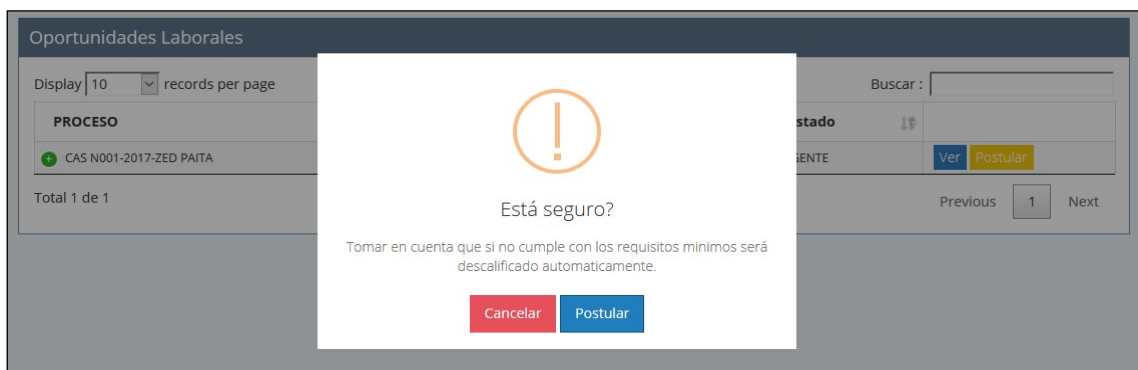 Oportunidades Laborales
Display 10 records per page
Buscar :
PROCESO
stado
CAS N001-2017-ZED PAITA
GENTE
Ver Postular
Total 1 de 1
Previous 1 Next
!
Está seguro?
Tomar en cuenta que si no cumple con los requisitos minimos será
descalificado automaticamente.
Cancelar Postular